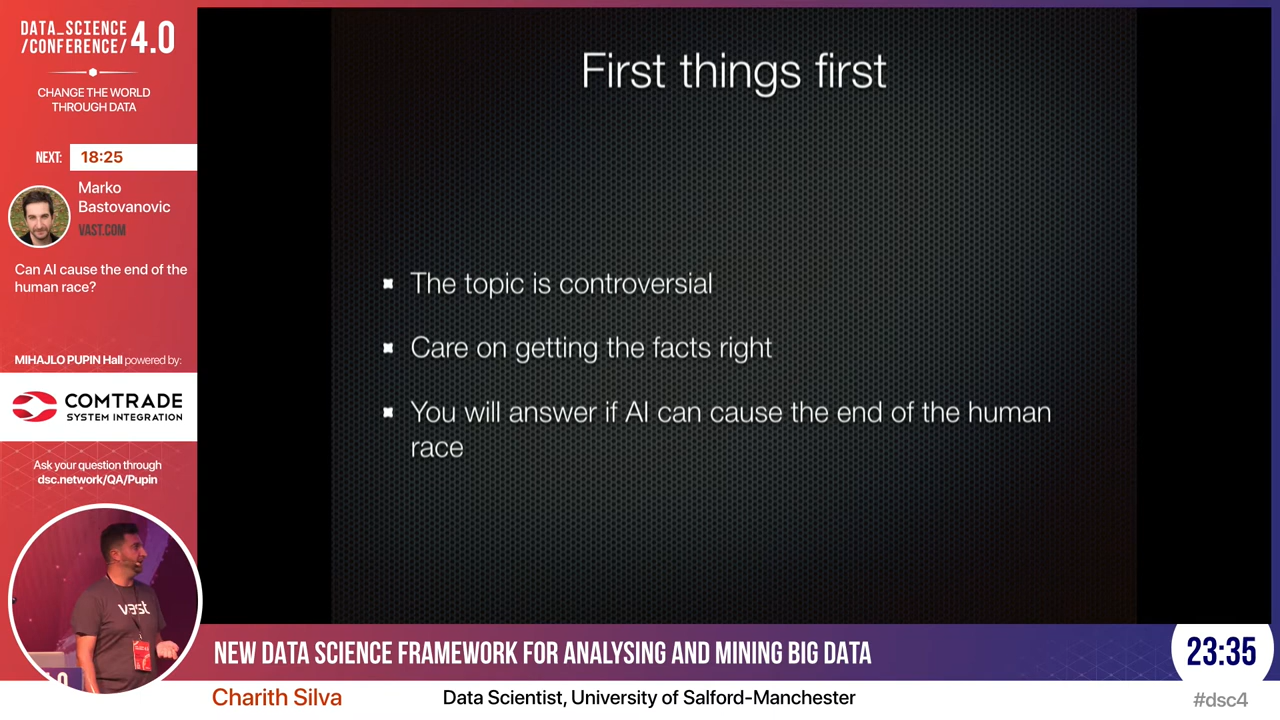 DATA_SCIENCE
/CONFERENCE/ 4.0
CHANGE THE WORLD
THROUGH DATA
NEXT: 18:25
Marko
Bastovanovic
VAST.COM
Can AI cause the end of the
human race?
MIHAJLO PUPIN Hall powered by:
COMTRADE
SYSTEM INTEGRATION
Ask your question through
dsc.network/QA/Pupin
vast
First things first
The topic is controversial
Care on getting the facts right
You will answer if AI can cause the end of the human
race
NEW DATA SCIENCE FRAMEWORK FOR ANALYSING AND MINING BIG DATA
23:35
Charith Silva
Data Scientist, University of Salford-Manchester
#dsc4